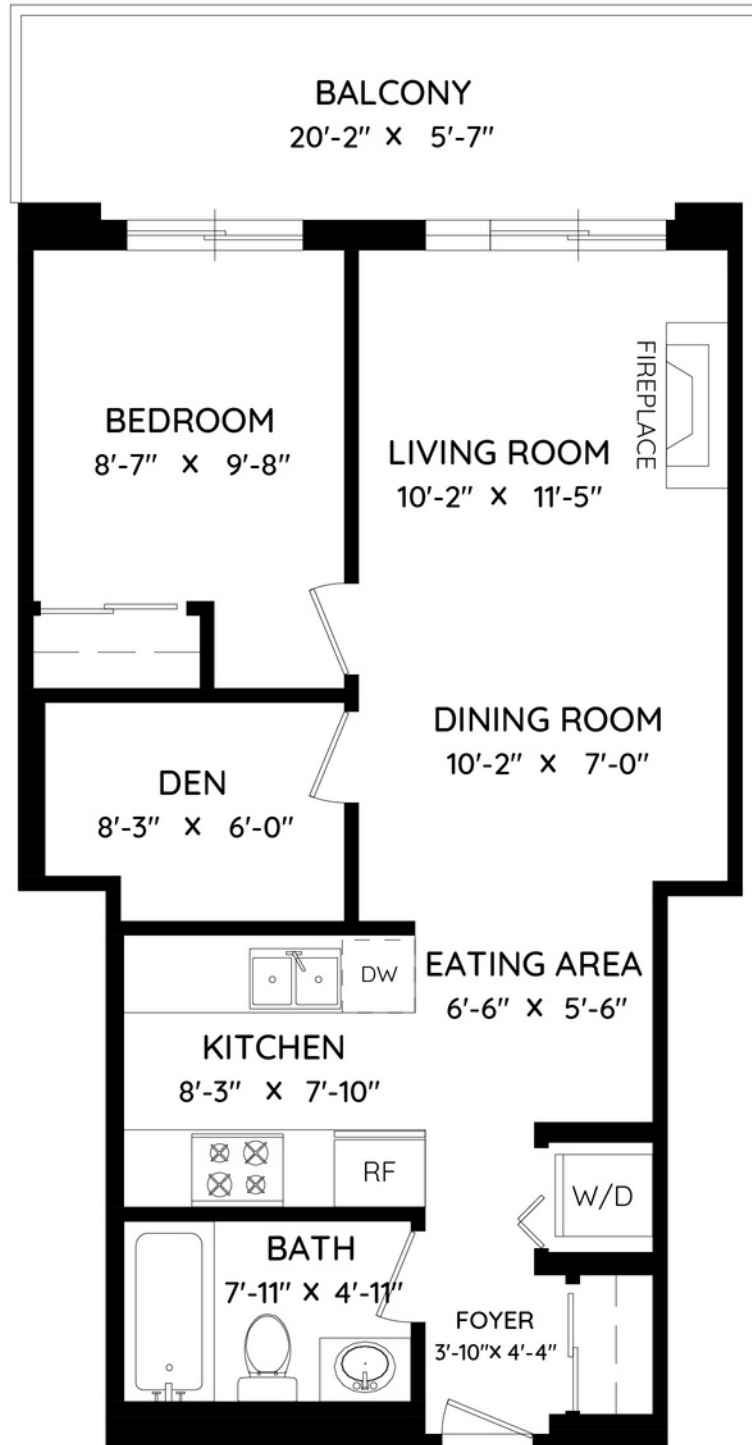 BALCONY
20'-2" X 5'-7"
FIREPLACE
BEDROOM
8'-7" X 9'-8"
LIVING ROOM
10'-2" X 11'-5"
DINING ROOM
10'-2" X 7'-0"
DEN
8'-3" X 6'-0"
DW
EATING AREA
6'-6" X 5'-6"
KITCHEN
8'-3" X 7'-10"
RF
W/D
BATH
7'-11" X 4'-11"
FOYER
3'-10" X 4'-4"